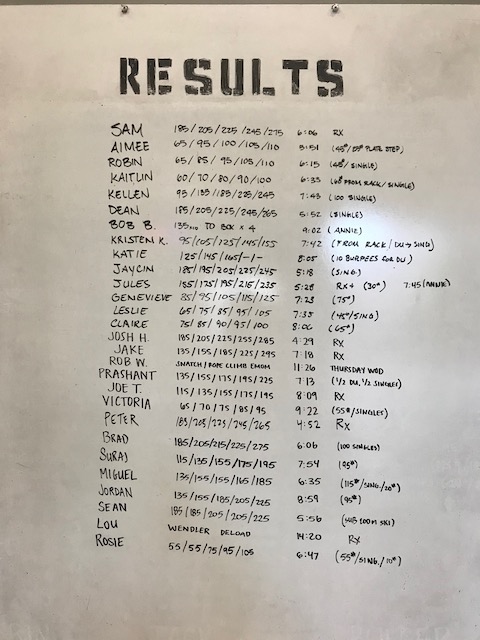 RESULTS
SAM 185/205/225/245/275 6:06 RX
AIMEE 65/95/100/105/110 5:51 (45#/ PLATE STEP)
ROBIN 65/85/95/105/110 6:15 (45#/SINGLE)
KAITLIN 60/70/80/90/100 6:33 (FROM RACK/SINGLE)
KELLEN 95/185/225/245 7:43 (100 SINGLE)
DEAN 185/205/225/245/265 5:52 (SINGLE)
BOB B. 135 TO BOX x 4 9:02 (ANNIE)
KRISTEN K. 95/105/125/145/155 7:42 (FROM RACK/DU→SING)
KATIE 125/145/165/-/- 8:05 (10 BURPEES FOR DU)
JAYCIN 185/195/205/225/245 5:18 (SING.)
JULES 135/175/195/215/235 5:28 RX+ (30#) 7:45 (ANNIE)
GENEVIEVE 85/95/105/115/125 7:23 (75#)
LESLIE 65/75/85/95/105 7:35 (45#/SING)
CLAIRE 75/85/90/95/100 8:06 (65#)
JOSH H. 185/205/225/255/285 4:29 RX
JAKE 135/155/185/225/295 7:18 RX
ROB W. SNATCH/ROPE CLIMB EMOM 11:26 THURSDAY WOD
PRASHANT 135/155/175/195/225 7:13 (1/2 DU, 1/2 SINGLES)
JOE T. 115/135/155/175/195 8:09 RX
VICTORIA 65/70/75/85/95 9:22 (55#/SINGLES)
PETER 185/205/225/245/265 4:52 RX
BRAD 185/205/215/225/275 6:06 (100 SINGLES)
SURAJ 115/135/155/175/195 7:54 (95#)
MIGUEL 135/155/155/165/185 6:35 (115#/SING/20#)
JORDAN 135/155/185/205/225 8:59 (95#)
SEAN 185/185/205/205/225 5:56 (SUB 500M SKI)
LOU WENDLER DELOAD 14:20 RX
ROSIE 55/55/75/95/105 6:47 (55#/SING./10#)